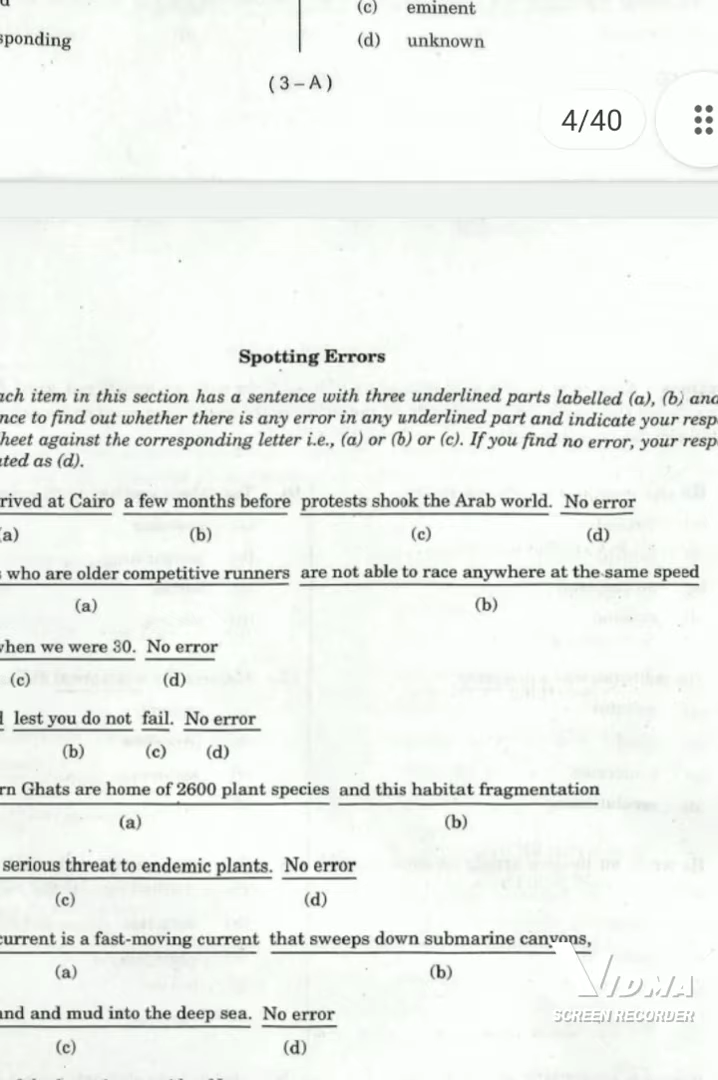 (c) eminent
sponding
(d) unknown
(3–A)
4/40
Spotting Errors
ach item in this section has a sentence with three underlined parts labelled (a), (b) and
nce to find out whether there is any error in any underlined part and indicate your resp
heet against the corresponding letter i.e., (a) or (b) or (c). If you find no error, your resp
ated as (d).
rived at Cairo a few months before protests shook the Arab world. No error
(a) (b) (c) (d)
who are older competitive runners are not able to race anywhere at the same speed
(a) (b)
when we were 30. No error
(c) (d)
lest you do not fail. No error
(b) (c) (d)
rn Ghats are home of 2600 plant species and this habitat fragmentation
(a) (b)
serious threat to endemic plants. No error
(c) (d)
current is a fast-moving current that sweeps down submarine canyons,
(a) (b)
and and mud into the deep sea. No error
(c) (d)
VIDMA
SCREEN RECORDER